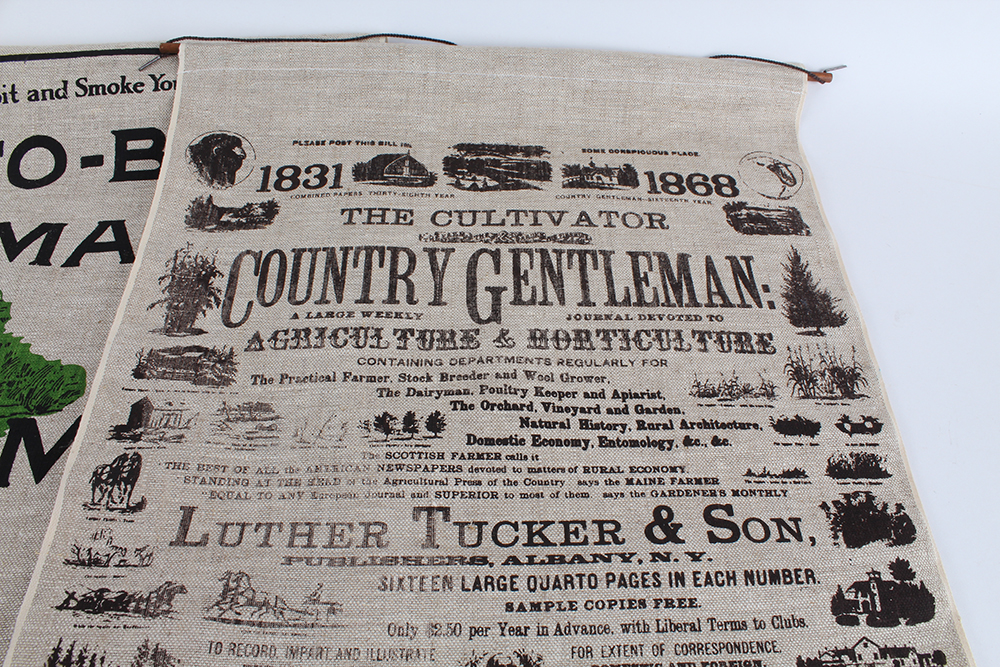 it and Smoke You
O-B
MA
M
PLEASE POST THIS BILL IN SOME CONSPICUOUS PLACE.
1831 1868
COMBINED PAPERS THIRTY-EIGHTH YEAR COUNTRY GENTLEMAN—SIXTEENTH YEAR.
THE CULTIVATOR
COUNTRY GENTLEMAN:
A LARGE WEEKLY JOURNAL DEVOTED TO
AGRICULTURE & HORTICULTURE
CONTAINING DEPARTMENTS REGULARLY FOR
The Practical Farmer, Stock Breeder and Wool Grower,
The Dairyman, Poultry Keeper and Apiarist,
The Orchard, Vineyard and Garden,
Natural History, Rural Architecture,
Domestic Economy, Entomology, &c., &c.
The SCOTTISH FARMER calls it
"THE BEST OF ALL the AMERICAN NEWSPAPERS devoted to matters of RURAL ECONOMY.
STANDING AT THE HEAD of the Agricultural Press of the Country says the MAINE FARMER
"EQUAL TO ANY European Journal and SUPERIOR to most of them says the GARDENER'S MONTHLY
LUTHER TUCKER & SON,
PUBLISHERS, ALBANY, N. Y.
SIXTEEN LARGE QUARTO PAGES IN EACH NUMBER.
SAMPLE COPIES FREE.
Only $2.50 per Year in Advance, with Liberal Terms to Clubs.
TO RECORD, IMPART AND ILLUSTRATE FOR EXTENT OF CORRESPONDENCE,
DOMESTIC AND FOREIGN